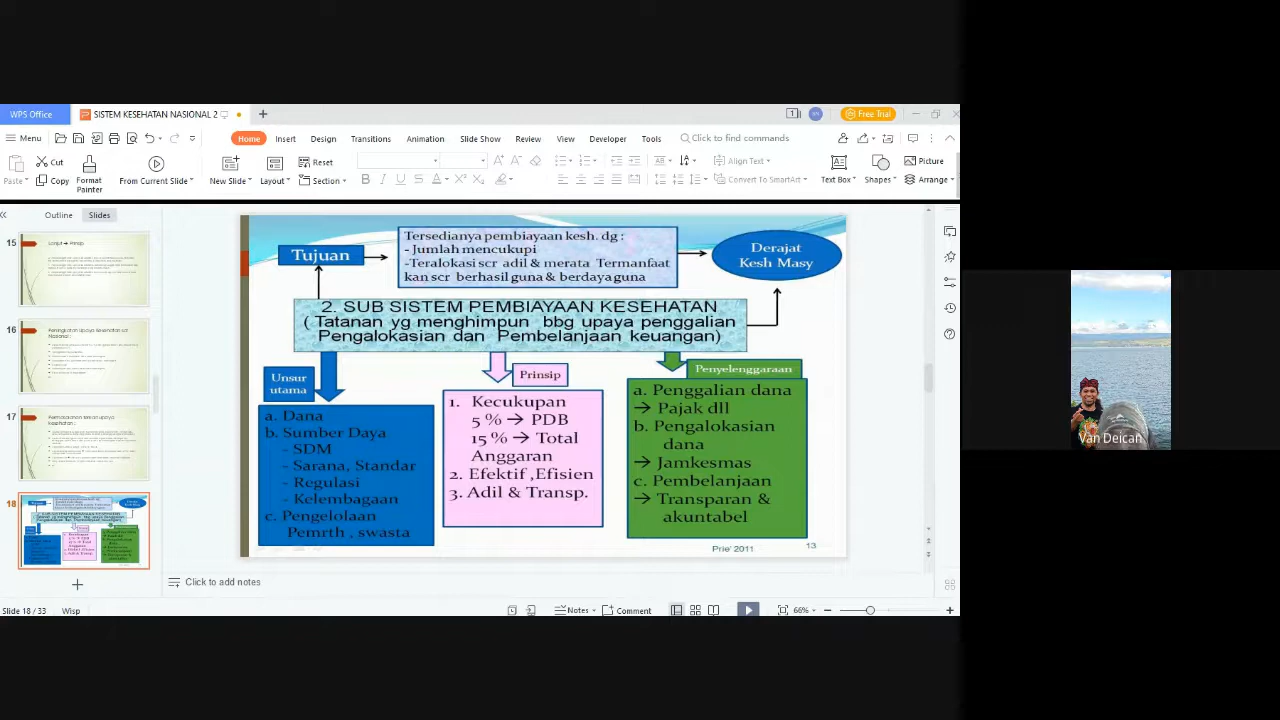 WPS Office
SISTEM KESEHATAN NASIONAL 2
Free Trial
Menu
Home
Insert
Design
Transitions
Animation
Slide Show
Review
View
Developer
Tools
Click to find commands
Paste
Cut
Copy
Format
Painter
From Current Slide
New Slide
Layout
Reset
Section
Align Text
Convert To SmartArt
Text Box
Shapes
Picture
Arrange
Outline
Slides
15
16
17
18
Tujuan
Tersedianya pembiayaan kesh. dg :
-Jumlah mencukupi
-Teralokasi scr adil & merata Termanfaat
kan scr berhasil guna & berdayaguna
Derajat
Kesh Masy
2. SUB SISTEM PEMBIAYAAN KESEHATAN
( Tatanan yg menghimpun bbg upaya penggalian
Pengalokasian dan Pembelanjaan keuangan)
Unsur
utama
a. Dana
b. Sumber Daya
- SDM
- Sarana, Standar
- Regulasi
- Kelembagaan
c. Pengelolaan
Pemrth , swasta
Prinsip
1. Kecukupan
5 % → PDB
15% → Total
Anggaran
2. Efektif ,Efisien
3. Adil & Transp.
Penyelenggaraan
a. Penggalian dana
→ Pajak dll
b. Pengalokasian
dana
→ Jamkesmas
c. Pembelanjaan
→ Transparan &
akuntabel
Prie' 2011
13
Click to add notes
Slide 18 / 33
Wisp
Notes
Comment
66%
Van Deican